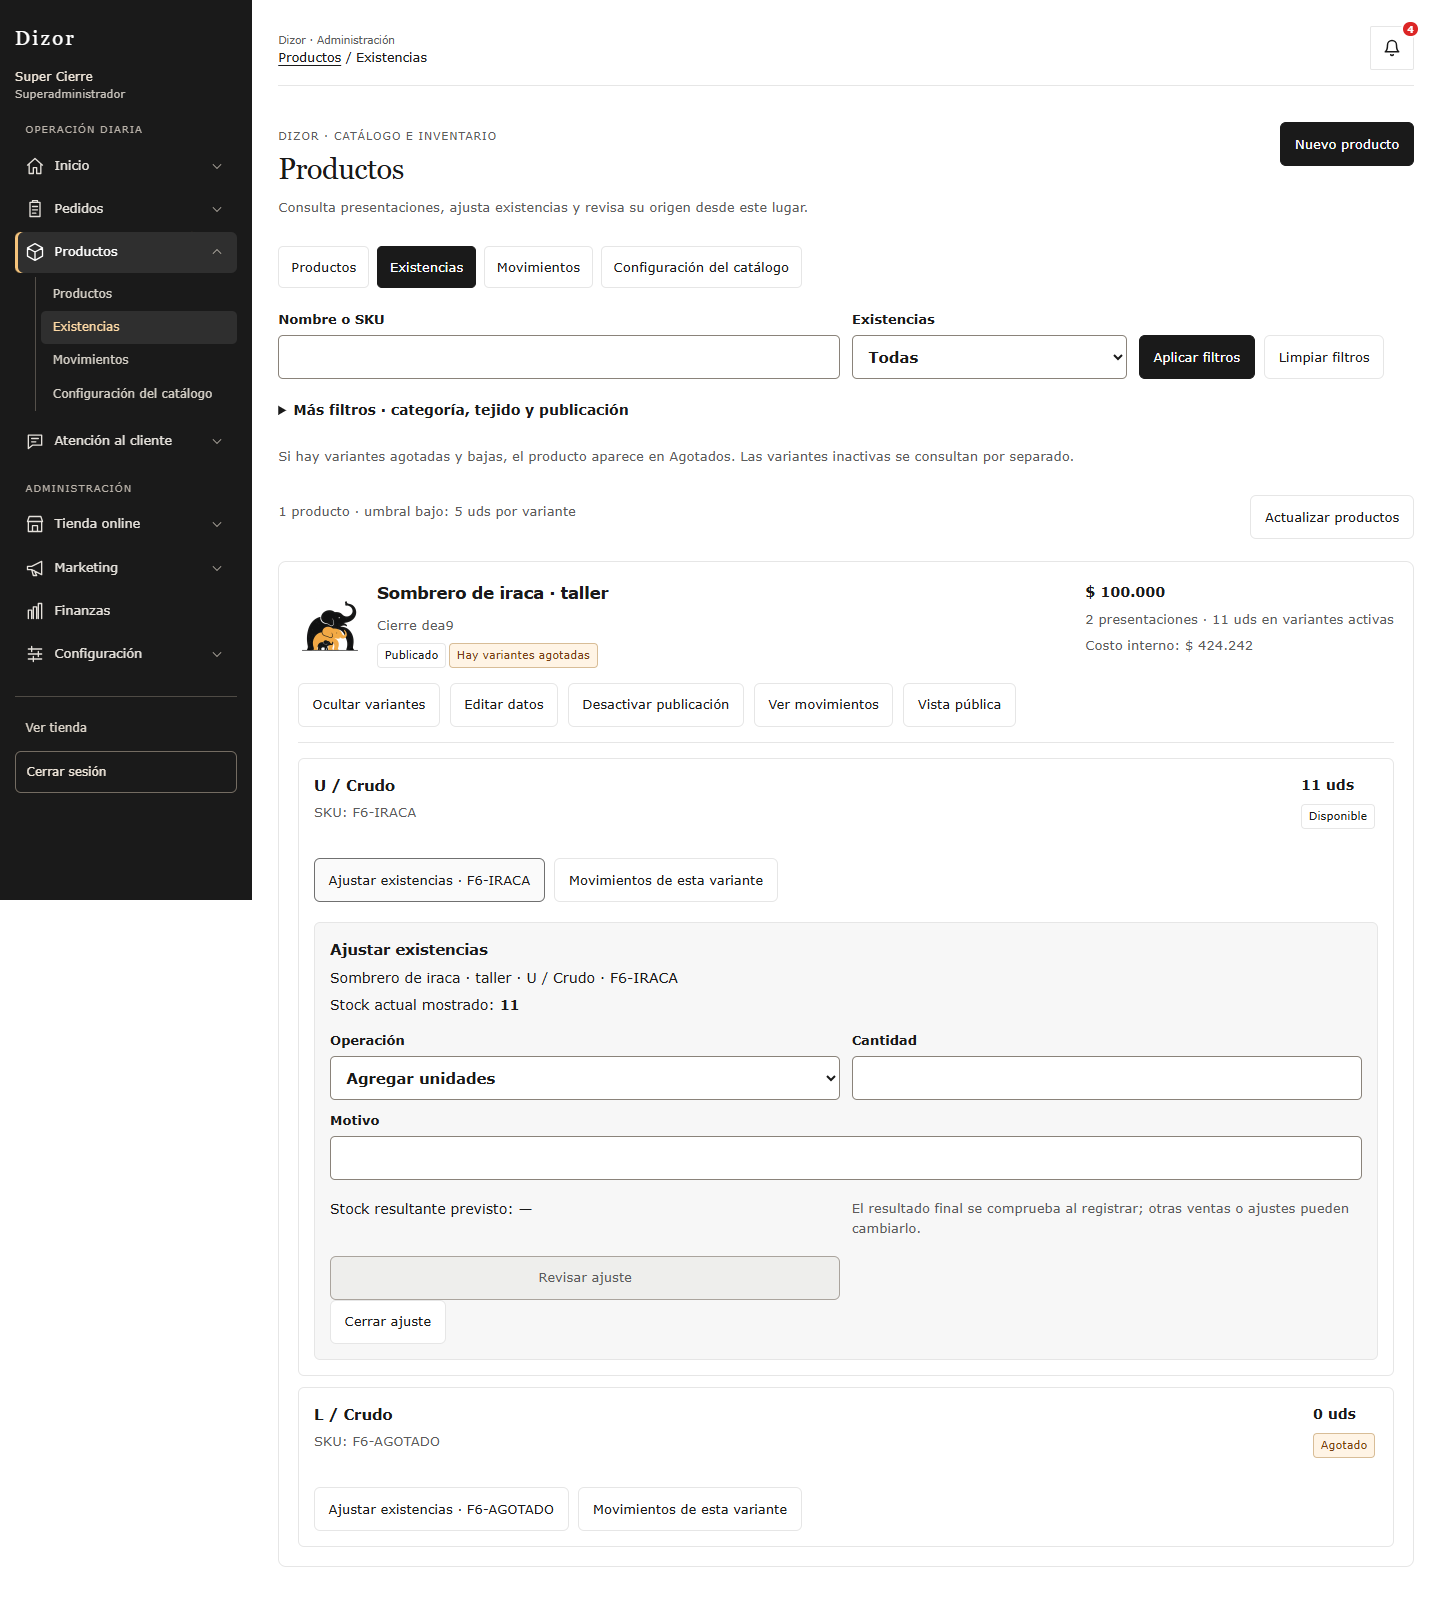 Dizor
Super Cierre
Superadministrador
OPERACIÓN DIARIA
Inicio
Pedidos
Productos
Productos
Existencias
Movimientos
Configuración del catálogo
Atención al cliente
ADMINISTRACIÓN
Tienda online
Marketing
Finanzas
Configuración
Ver tienda
Cerrar sesión
Dizor · Administración
Productos / Existencias
4
DIZOR · CATÁLOGO E INVENTARIO
Productos
Consulta presentaciones, ajusta existencias y revisa su origen desde este lugar.
Nuevo producto
Productos
Existencias
Movimientos
Configuración del catálogo
Nombre o SKU
Existencias
Todas
Aplicar filtros
Limpiar filtros
Más filtros · categoría, tejido y publicación
Si hay variantes agotadas y bajas, el producto aparece en Agotados. Las variantes inactivas se consultan por separado.
1 producto · umbral bajo: 5 uds por variante
Actualizar productos
Sombrero de iraca · taller
Cierre dea9
Publicado
Hay variantes agotadas
$ 100.000
2 presentaciones · 11 uds en variantes activas
Costo interno: $ 424.242
Ocultar variantes
Editar datos
Desactivar publicación
Ver movimientos
Vista pública
U / Crudo
SKU: F6-IRACA
11 uds
Disponible
Ajustar existencias · F6-IRACA
Movimientos de esta variante
Ajustar existencias
Sombrero de iraca · taller · U / Crudo · F6-IRACA
Stock actual mostrado: 11
Operación
Cantidad
Agregar unidades
Motivo
Stock resultante previsto: —
El resultado final se comprueba al registrar; otras ventas o ajustes pueden
cambiarlo.
Revisar ajuste
Cerrar ajuste
L / Crudo
SKU: F6-AGOTADO
0 uds
Agotado
Ajustar existencias · F6-AGOTADO
Movimientos de esta variante